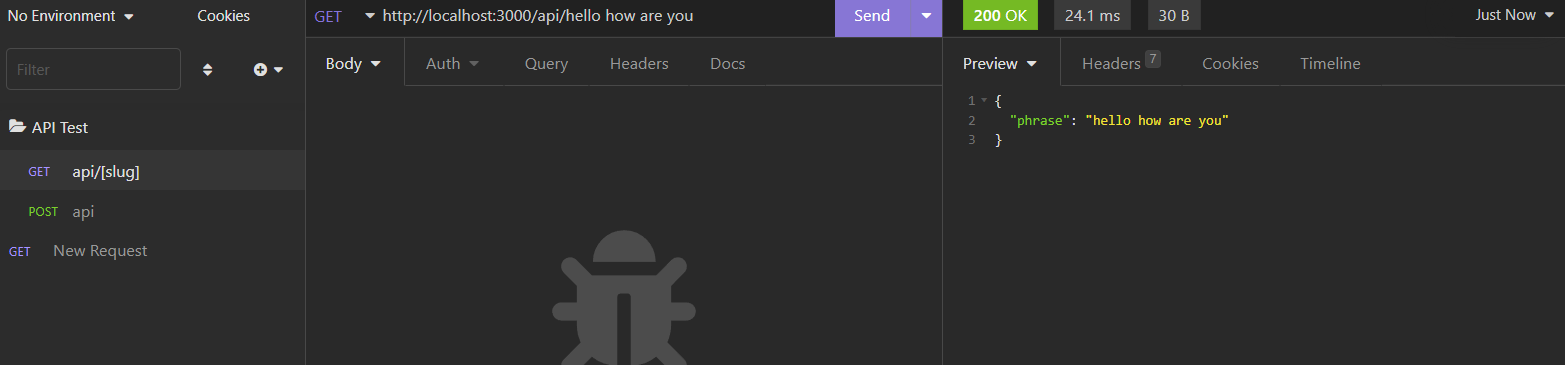 No Environment Cookies
GET http://localhost:3000/api/hello how are you Send
200 OK 24.1 ms 30 B Just Now
Filter
Body Auth Query Headers Docs
Preview Headers 7 Cookies Timeline
API Test
GET api/[slug]
POST api
GET New Request
1 {
2 "phrase": "hello how are you"
3 }